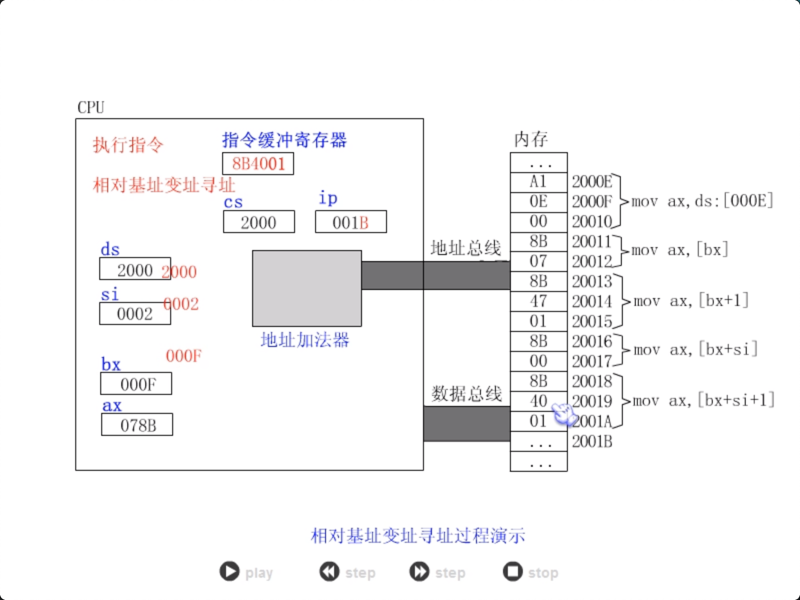 CPU
执行指令
指令缓冲寄存器
8B4001
相对基址变址寻址
cs
ip
2000
001B
ds
2000
2000
si
0002
0002
地址加法器
bx
000F
000F
ax
078B
地址总线
数据总线
内存
...
A1 2000E
0E 2000F mov ax,ds:[000E]
00 20010
8B 20011
07 20012 mov ax,[bx]
8B 20013
47 20014 mov ax,[bx+1]
01 20015
8B 20016
00 20017 mov ax,[bx+si]
8B 20018
40 20019 mov ax,[bx+si+1]
01 2001A
... 2001B
...
相对基址变址寻址过程演示
play step step stop